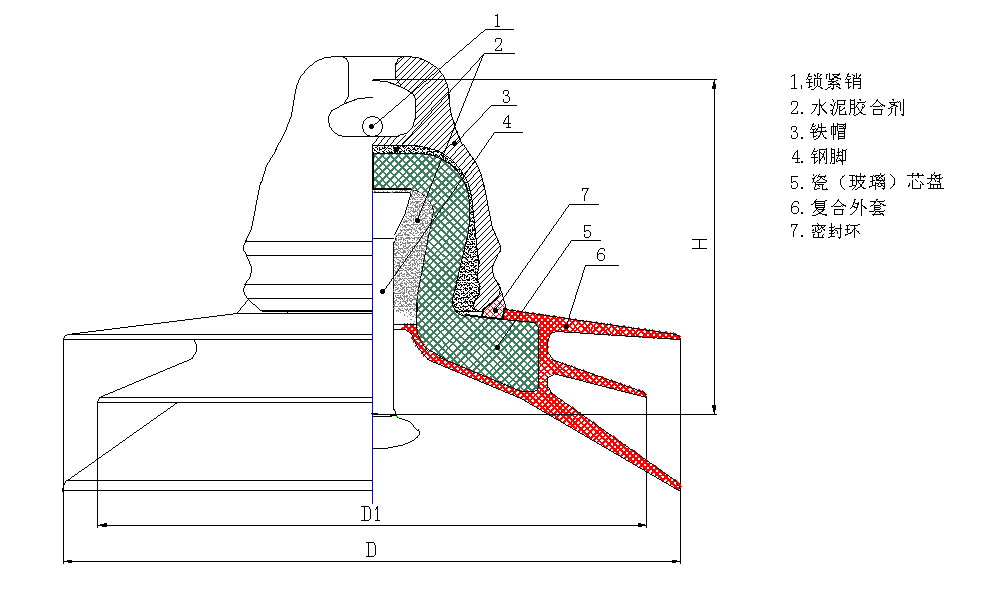 1
2
3
4
7
5
6
H
D1
D
1.锁紧销
2.水泥胶合剂
3.铁帽
4.钢脚
5.瓷（玻璃）芯盘
6.复合外套
7.密封环